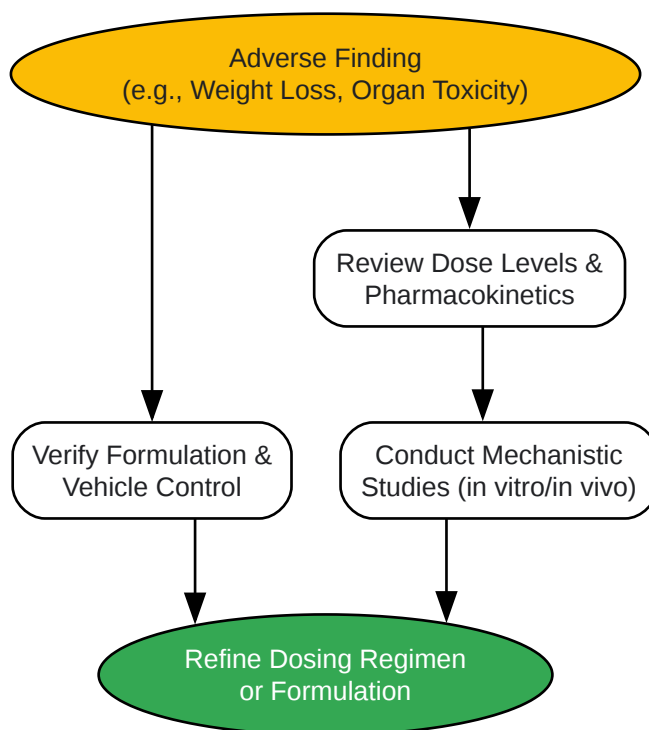 Adverse Finding
(e.g., Weight Loss, Organ Toxicity)
Review Dose Levels &
Pharmacokinetics
Verify Formulation &
Vehicle Control
Conduct Mechanistic
Studies (in vitro/in vivo)
Refine Dosing Regimen
or Formulation